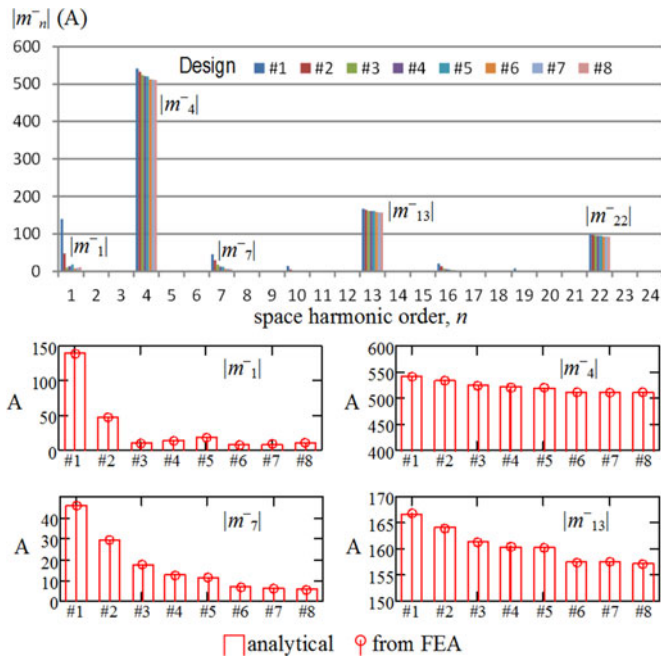 |m⁻ₙ| (A)
600
500
400
300
200
100
0
Design #1 #2 #3 #4 #5 #6 #7 #8
|m⁻₁|
|m⁻₄|
|m⁻₇|
|m⁻₁₃|
|m⁻₂₂|
1 2 3 4 5 6 7 8 9 10 11 12 13 14 15 16 17 18 19 20 21 22 23 24
space harmonic order, n
150
100
50
0
A
|m⁻₁|
#1 #2 #3 #4 #5 #6 #7 #8
600
550
500
450
400
A
|m⁻₄|
#1 #2 #3 #4 #5 #6 #7 #8
40
30
20
10
0
A
|m⁻₇|
#1 #2 #3 #4 #5 #6 #7 #8
170
167
163
160
156
153
150
A
|m⁻₁₃|
#1 #2 #3 #4 #5 #6 #7 #8
analytical from FEA